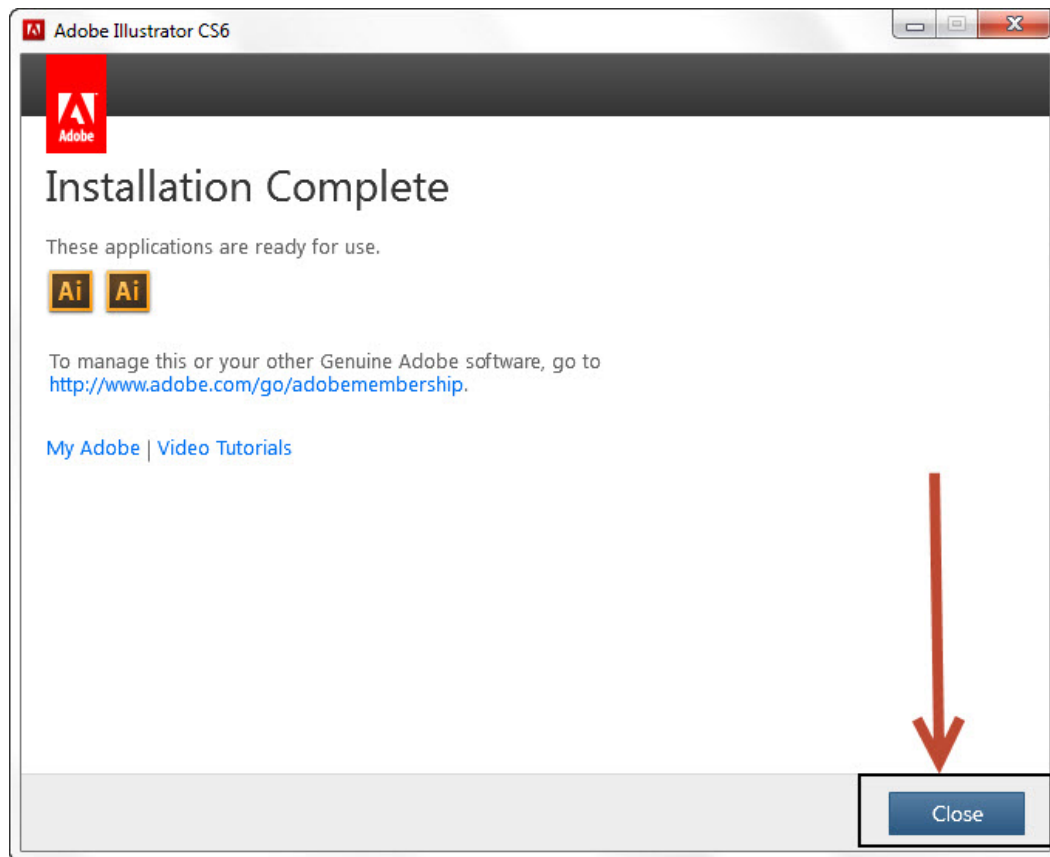 Adobe Illustrator CS6
Adobe
Installation Complete
These applications are ready for use.
Ai Ai
To manage this or your other Genuine Adobe software, go to
http://www.adobe.com/go/adobemembership.
My Adobe | Video Tutorials
Close